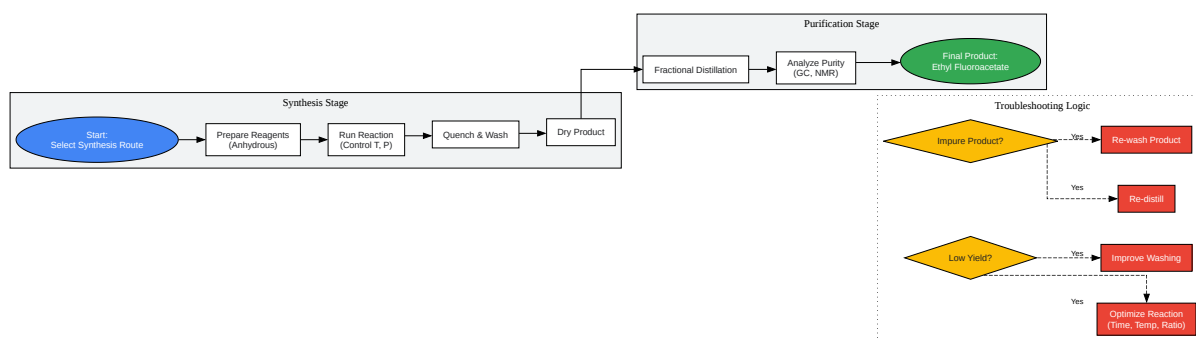 Purification Stage
Fractional Distillation
Analyze Purity
(GC, NMR)
Final Product:
Ethyl Fluoroacetate
Synthesis Stage
Start:
Select Synthesis Route
Prepare Reagents
(Anhydrous)
Run Reaction
(Control T, P)
Quench & Wash
Dry Product
Troubleshooting Logic
Impure Product?
Yes
Re-wash Product
Yes
Re-distill
Low Yield?
Yes
Improve Washing
Yes
Optimize Reaction
(Time, Temp, Ratio)